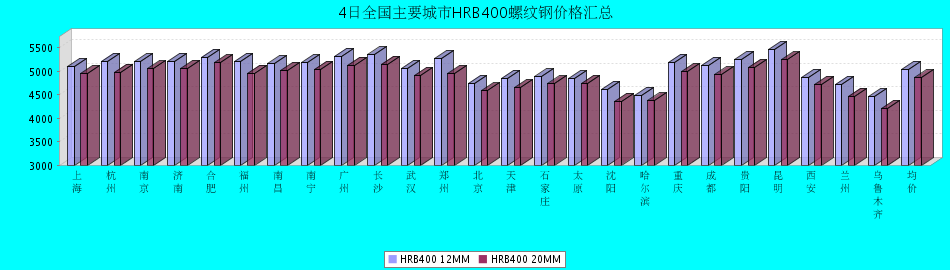 4日全国主要城市HRB400螺纹钢价格汇总
5500
5000
4500
4000
3500
3000
上海 杭州 南京 济南 合肥 福州 南昌 南宁 广州 长沙 武汉 郑州 北京 天津 石家庄 太原 沈阳 哈尔滨 重庆 成都 贵阳 昆明 西安 兰州 乌鲁木齐 均价
HRB400 12MM HRB400 20MM